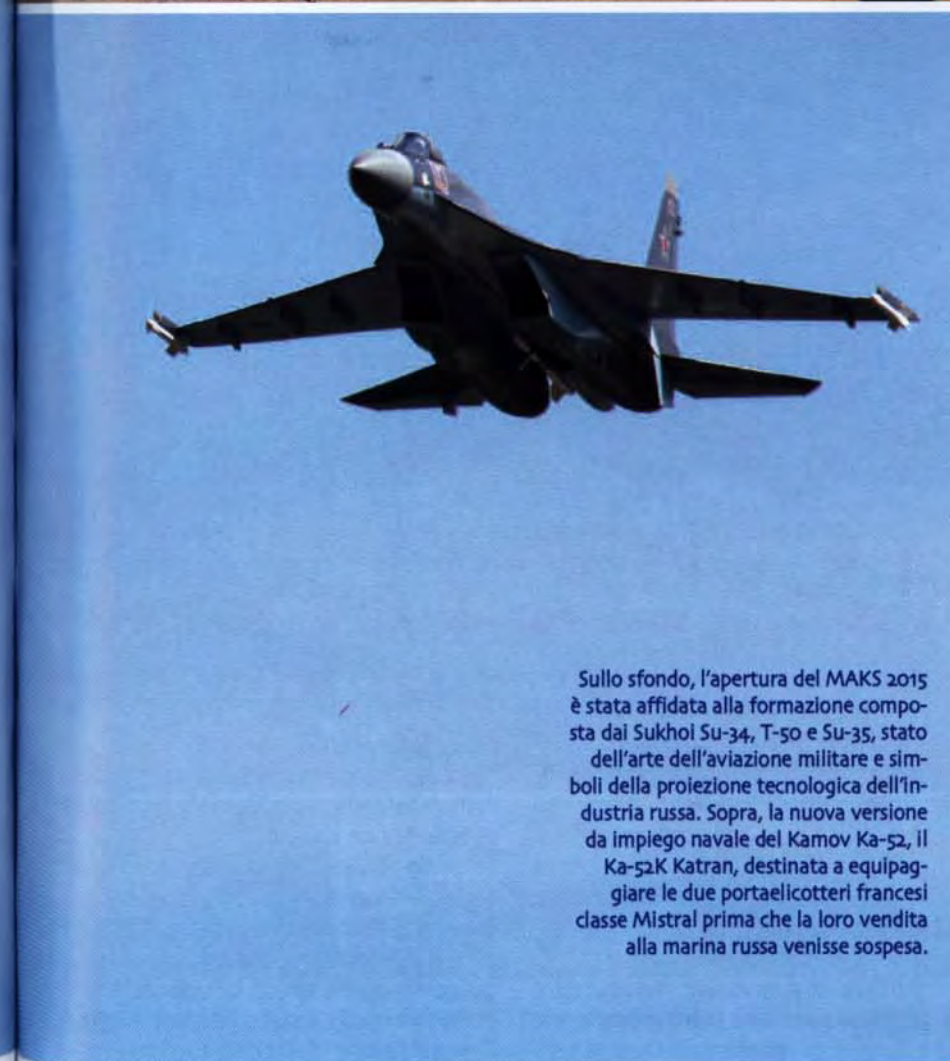 Sullo sfondo, l'apertura del MAKS 2015
è stata affidata alla formazione compo-
sta dai Sukhoi Su-34, T-50 e Su-35, stato
dell'arte dell'aviazione militare e sim-
boli della proiezione tecnologica dell'in-
dustria russa. Sopra, la nuova versione
da impiego navale del Kamov Ka-52, il
Ka-52K Katran, destinata a equipag-
giare le due portaelicotteri francesi
classe Mistral prima che la loro vendita
alla marina russa venisse sospesa.